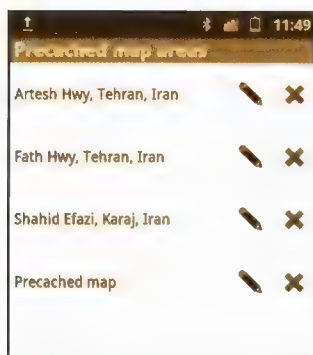 11:49
Precached map areas
Artesh Hwy, Tehran, Iran
Fath Hwy, Tehran, Iran
Shahid Efazi, Karaj, Iran
Precached map